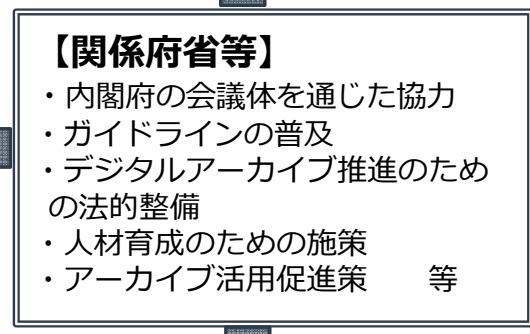 【関係府省等】
・内閣府の会議体を通じた協力
・ガイドラインの普及
・デジタルアーカイブ推進のため
の法的整備
・人材育成のための施策
・アーカイブ活用促進策　　等